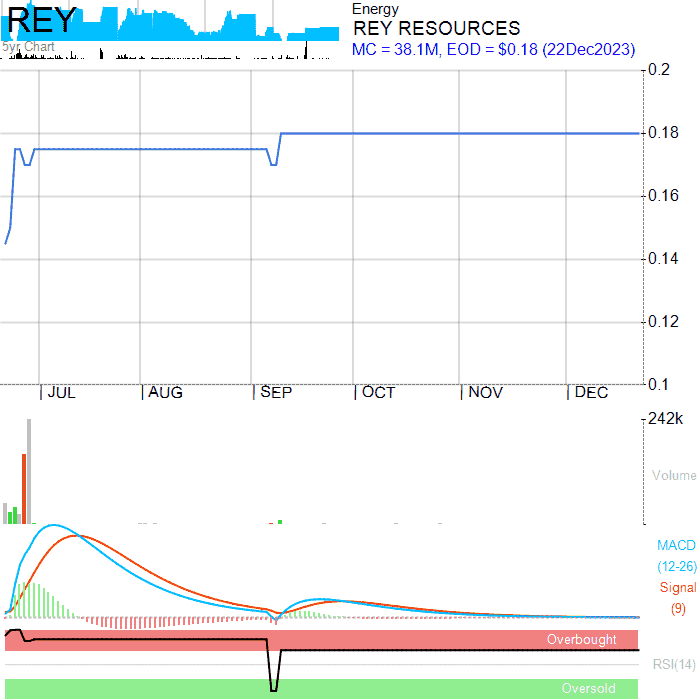 REY
5yr Chart
Energy
REY RESOURCES
MC = 38.1M, EOD = $0.18 (22Dec2023)
0.2
0.18
0.16
0.14
0.12
0.1
JUL AUG SEP OCT NOV DEC
242k
Volume
MACD
(12-26)
Signal
(9)
Overbought
RSI(14)
Oversold